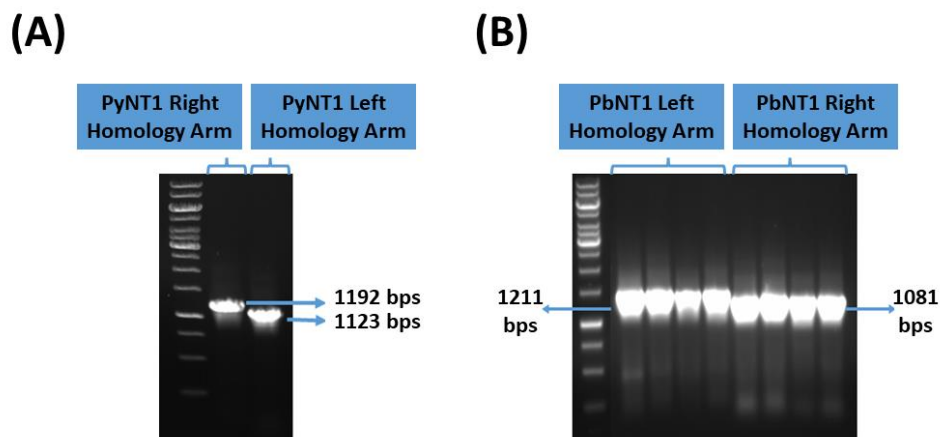 (A)
PyNT1 Right
Homology Arm
PyNT1 Left
Homology Arm
1192 bps
1123 bps
(B)
PbNT1 Left
Homology Arm
PbNT1 Right
Homology Arm
1211
bps
1081
bps